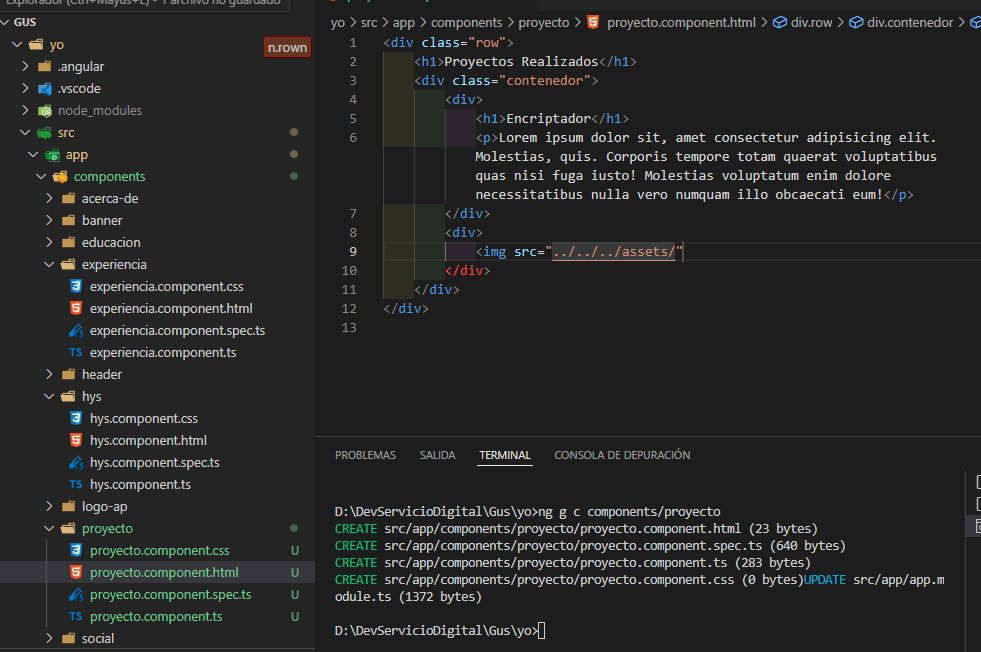 Explorador (Ctrl+Mayús+E) - 1 archivo no guardado
GUS
yo
n.rown
.angular
.vscode
node_modules
src
app
components
acerca-de
banner
educacion
experiencia
experiencia.component.css
experiencia.component.html
experiencia.component.spec.ts
TS experiencia.component.ts
header
hys
hys.component.css
hys.component.html
hys.component.spec.ts
TS hys.component.ts
logo-ap
proyecto
proyecto.component.css U
proyecto.component.html U
proyecto.component.spec.ts U
TS proyecto.component.ts U
social
yo > src > app > components > proyecto > proyecto.component.html > div.row > div.contenedor >
1 <div class="row">
2 <h1>Proyectos Realizados</h1>
3 <div class="contenedor">
4 <div>
5 <h1>Encriptador</h1>
6 <p>Lorem ipsum dolor sit, amet consectetur adipisicing elit.
Molestias, quis. Corporis tempore totam quaerat voluptatibus
quas nisi fuga iusto! Molestias voluptatum enim dolore
necessitatibus nulla vero numquam illo obcaecati eum!</p>
7 </div>
8 <div>
9 <img src="../../../assets/"
10 </div>
11 </div>
12 </div>
13
PROBLEMAS SALIDA TERMINAL CONSOLA DE DEPURACIÓN
D:\DevServicioDigital\Gus\yo>ng g c components/proyecto
CREATE src/app/components/proyecto/proyecto.component.html (23 bytes)
CREATE src/app/components/proyecto/proyecto.component.spec.ts (640 bytes)
CREATE src/app/components/proyecto/proyecto.component.ts (283 bytes)
CREATE src/app/components/proyecto/proyecto.component.css (0 bytes)UPDATE src/app/app.m
odule.ts (1372 bytes)
D:\DevServicioDigital\Gus\yo>